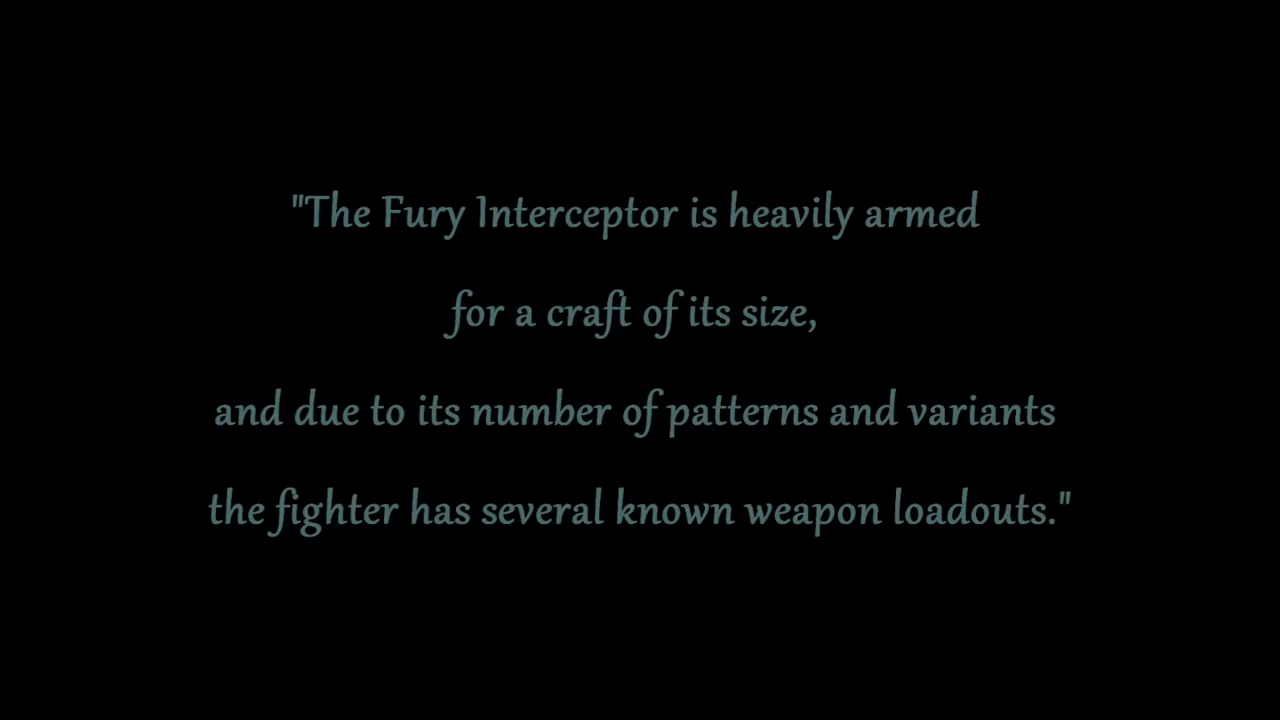 "The Fury Interceptor is heavily armed
for a craft of its size,
and due to its number of patterns and variants
the fighter has several known weapon loadouts."